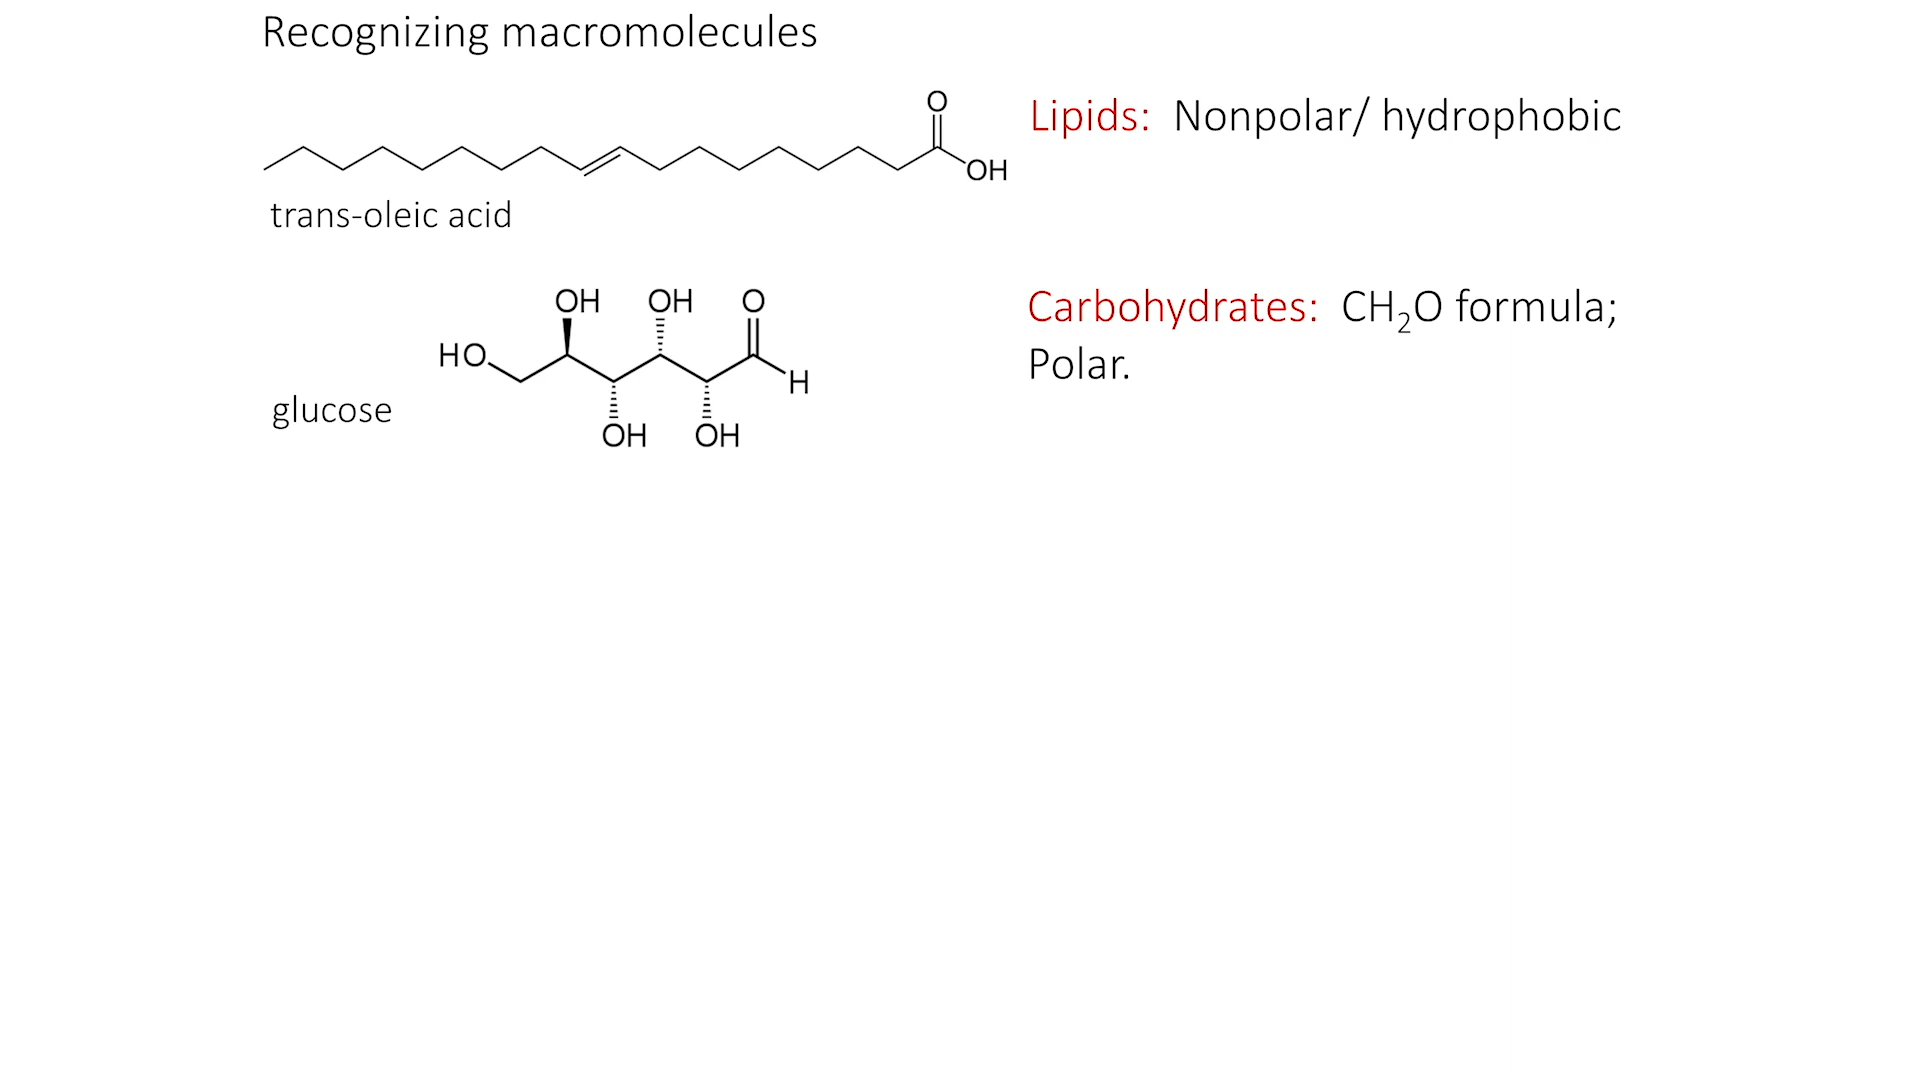 Recognizing macromolecules
O
Lipids: Nonpolar/ hydrophobic
OH
trans-oleic acid
OH OH O
Carbohydrates: CH₂O formula;
HO
Polar.
H
glucose
OH OH